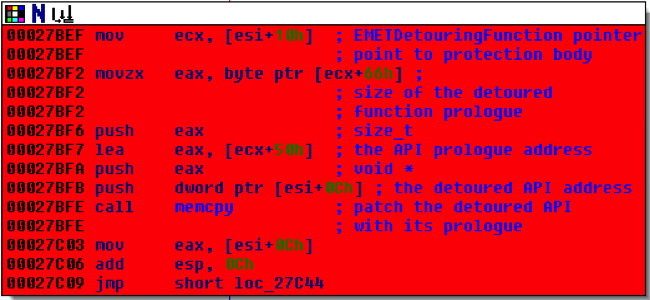 00027BEF mov ecx, [esi+10h] ; EMETDetouringFunction pointer
00027BEF ; point to protection body
00027BF2 movzx eax, byte ptr [ecx+66h] ;
00027BF2 ; size of the detoured
00027BF2 ; function prologue
00027BF6 push eax ; size_t
00027BF7 lea eax, [ecx+50h] ; the API prologue address
00027BFA push eax ; void *
00027BFB push dword ptr [esi+0Ch] ; the detoured API address
00027BFE call memcpy ; patch the detoured API
00027BFE ; with its prologue
00027C03 mov eax, [esi+0Ch]
00027C06 add esp, 0Ch
00027C09 jmp short loc_27C44